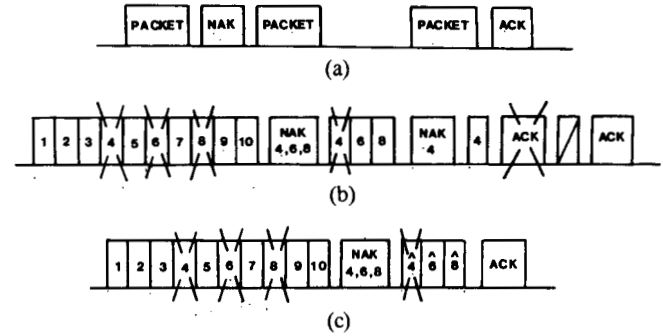 PACKET NAK PACKET PACKET ACK
(a)
1 2 3 4 5 6 7 8 9 10 NAK 4,6,8 4 6 8 NAK 4 4 ACK ACK
(b)
1 2 3 4 5 6 7 8 9 10 NAK 4,6,8 ^4 ^6 ^8 ACK
(c)